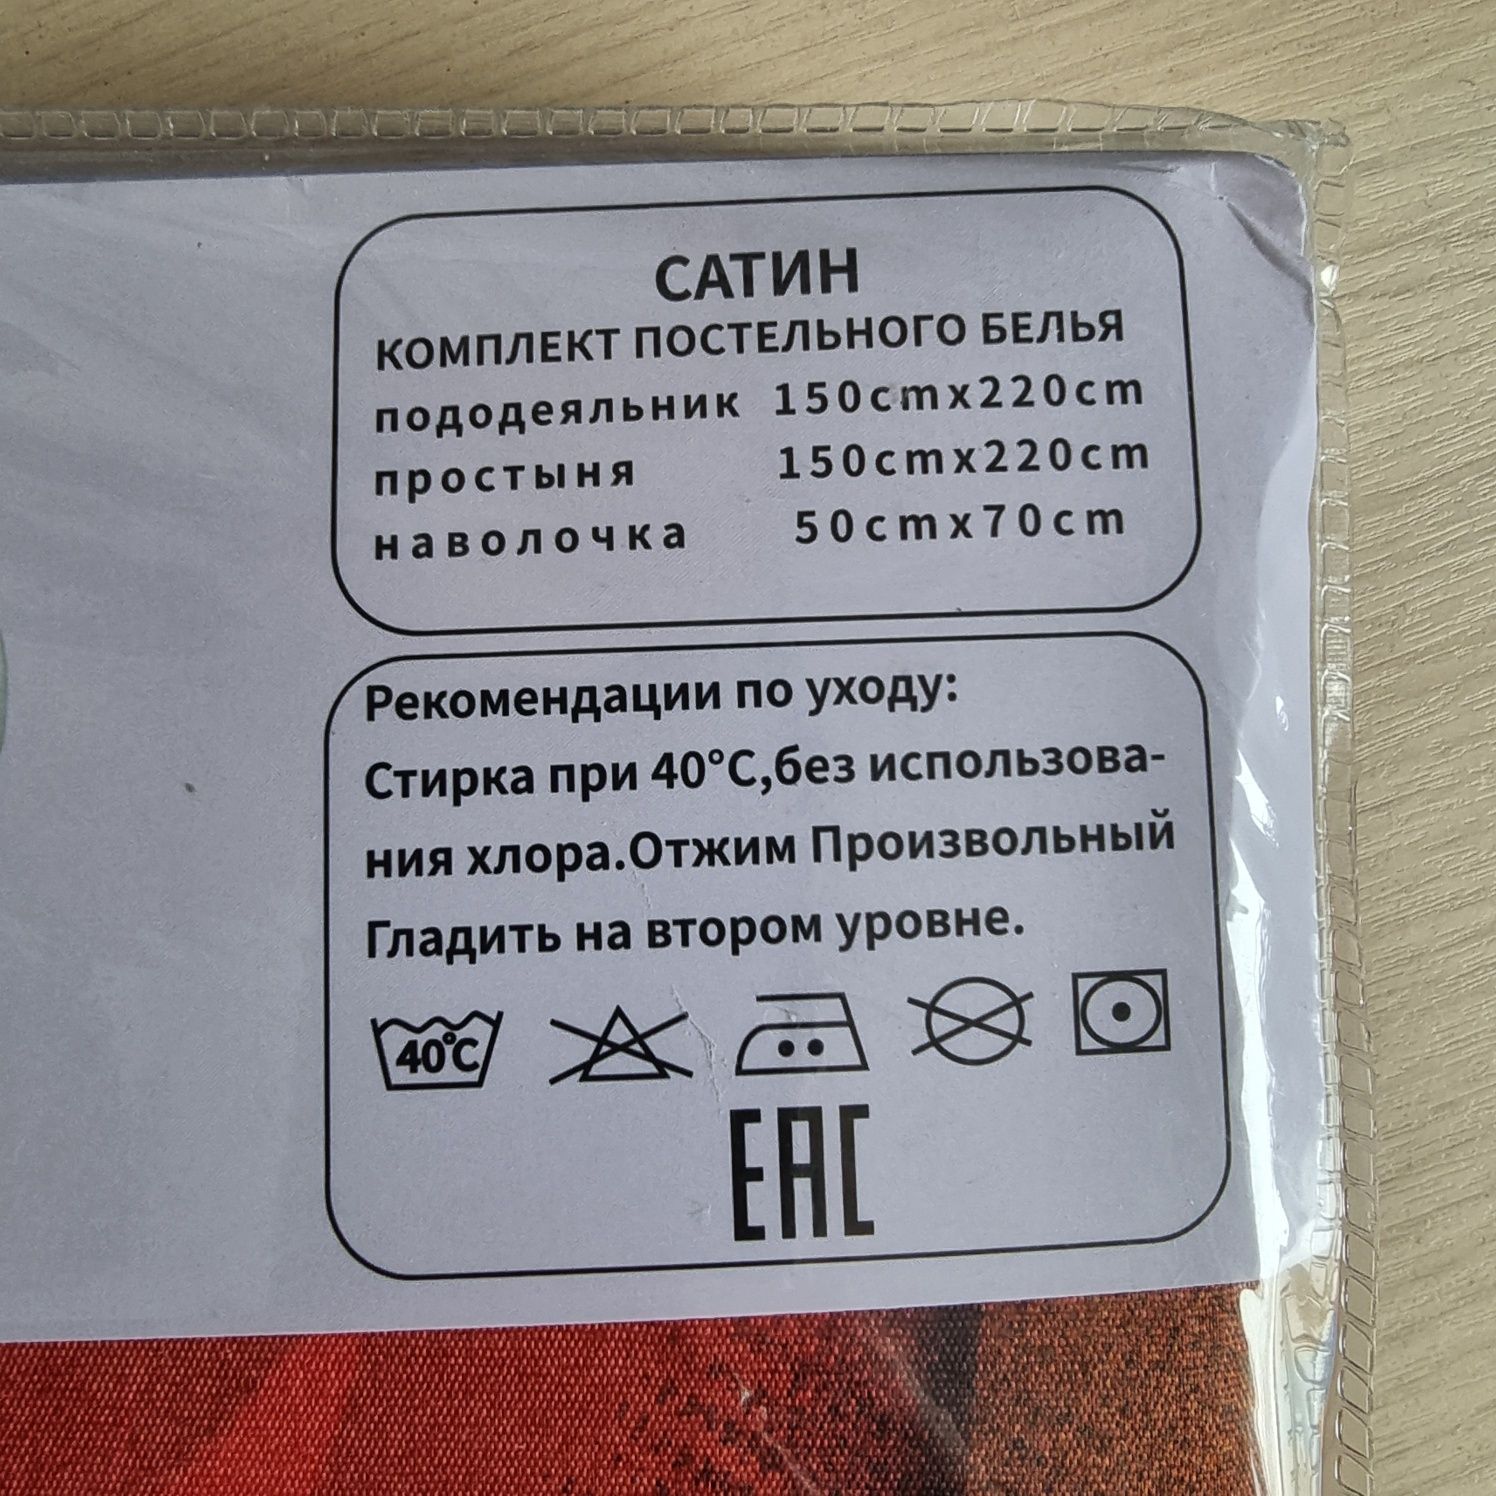 САТИН
КОМПЛЕКТ ПОСТЕЛЬНОГО БЕЛЬЯ
пододеяльник 150cmx220cm
простыня 150cmx220cm
наволочка 50cmx70cm
Рекомендации по уходу:
Стирка при 40°C,без использова-
ния хлора.Отжим Произвольный
Гладить на втором уровне.
40°C
EAC